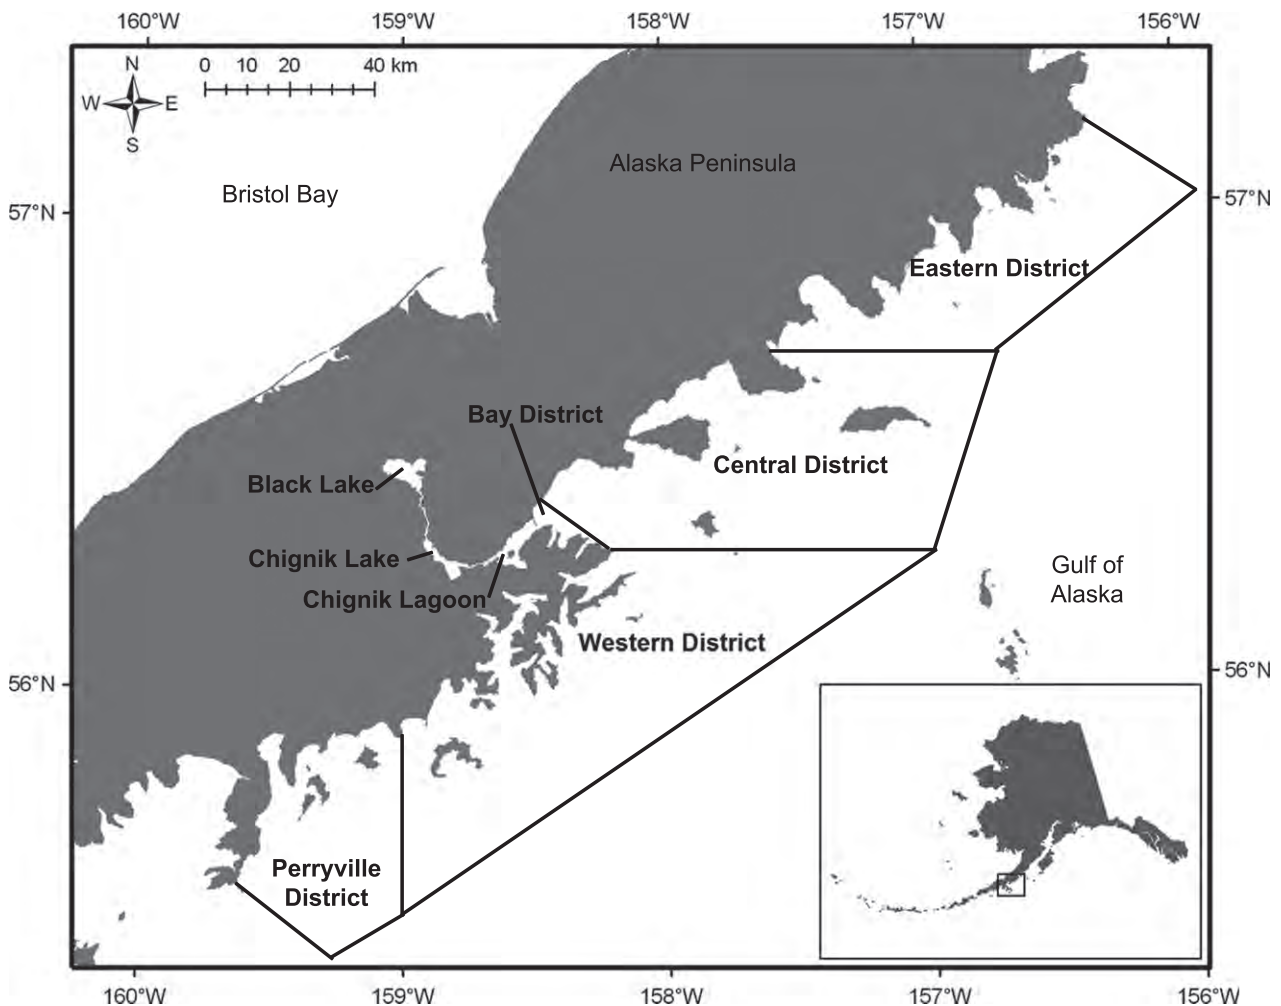 160°W 159°W 158°W 157°W 156°W
N
W E
S
0 10 20 40 km
Alaska Peninsula
Bristol Bay
57°N 57°N
Eastern District
Bay District
Central District
Black Lake
Chignik Lake
Chignik Lagoon
Gulf of
Alaska
Western District
56°N 56°N
Perryville
District
160°W 159°W 158°W 157°W 156°W